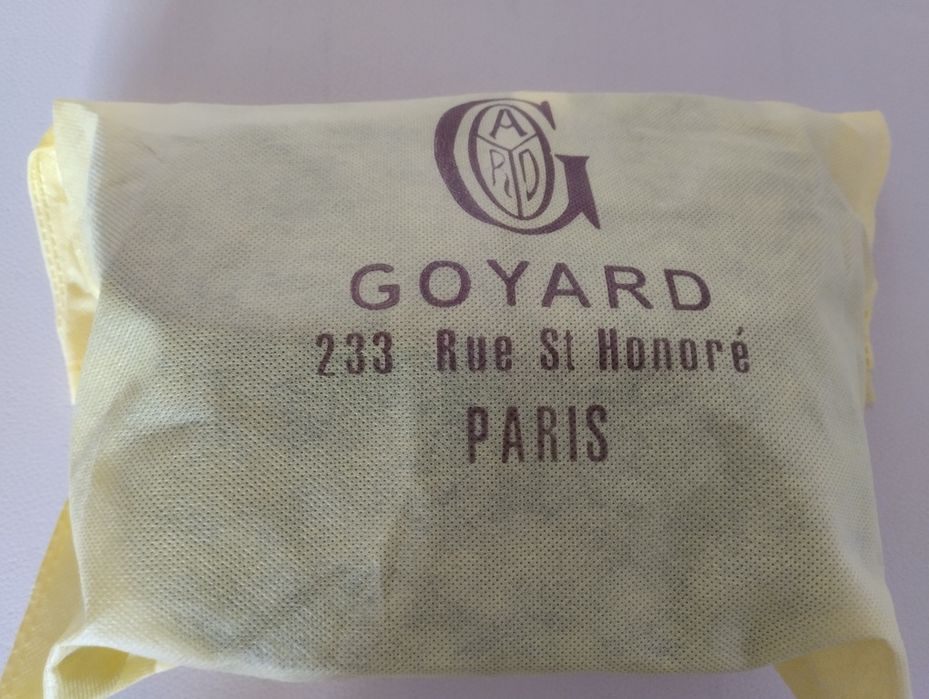 G
A
R J D
GOYARD
233 Rue St Honoré
PARIS